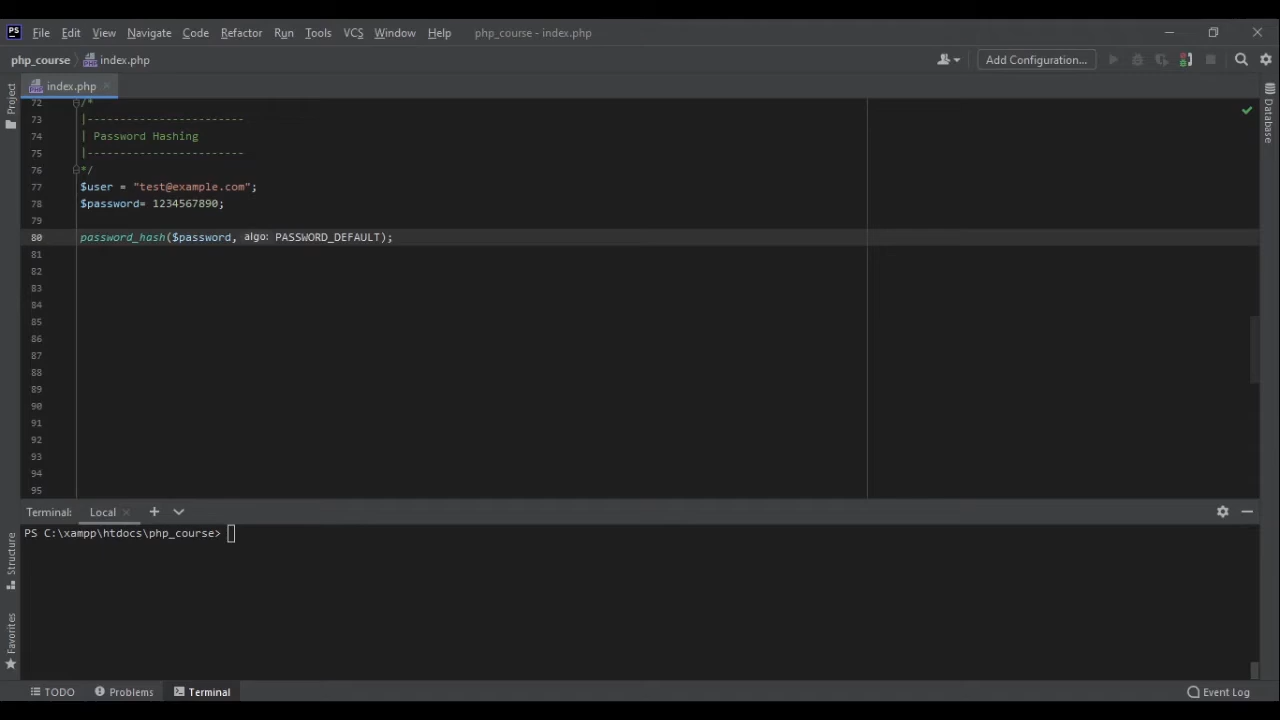 PS File Edit View Navigate Code Refactor Run Tools VCS Window Help php_course - index.php
php_course index.php Add Configuration...
Project
index.php
Database
72 /*
73 |------------------------
74 | Password Hashing
75 |------------------------
76 */
77 $user = "test@example.com";
78 $password= 1234567890;
79
80 password_hash($password, algo: PASSWORD_DEFAULT);
81
82
83
84
85
86
87
88
89
90
91
92
93
94
95
Terminal: Local
PS C:\xampp\htdocs\php_course>
Structure
Favorites
TODO Problems Terminal Event Log